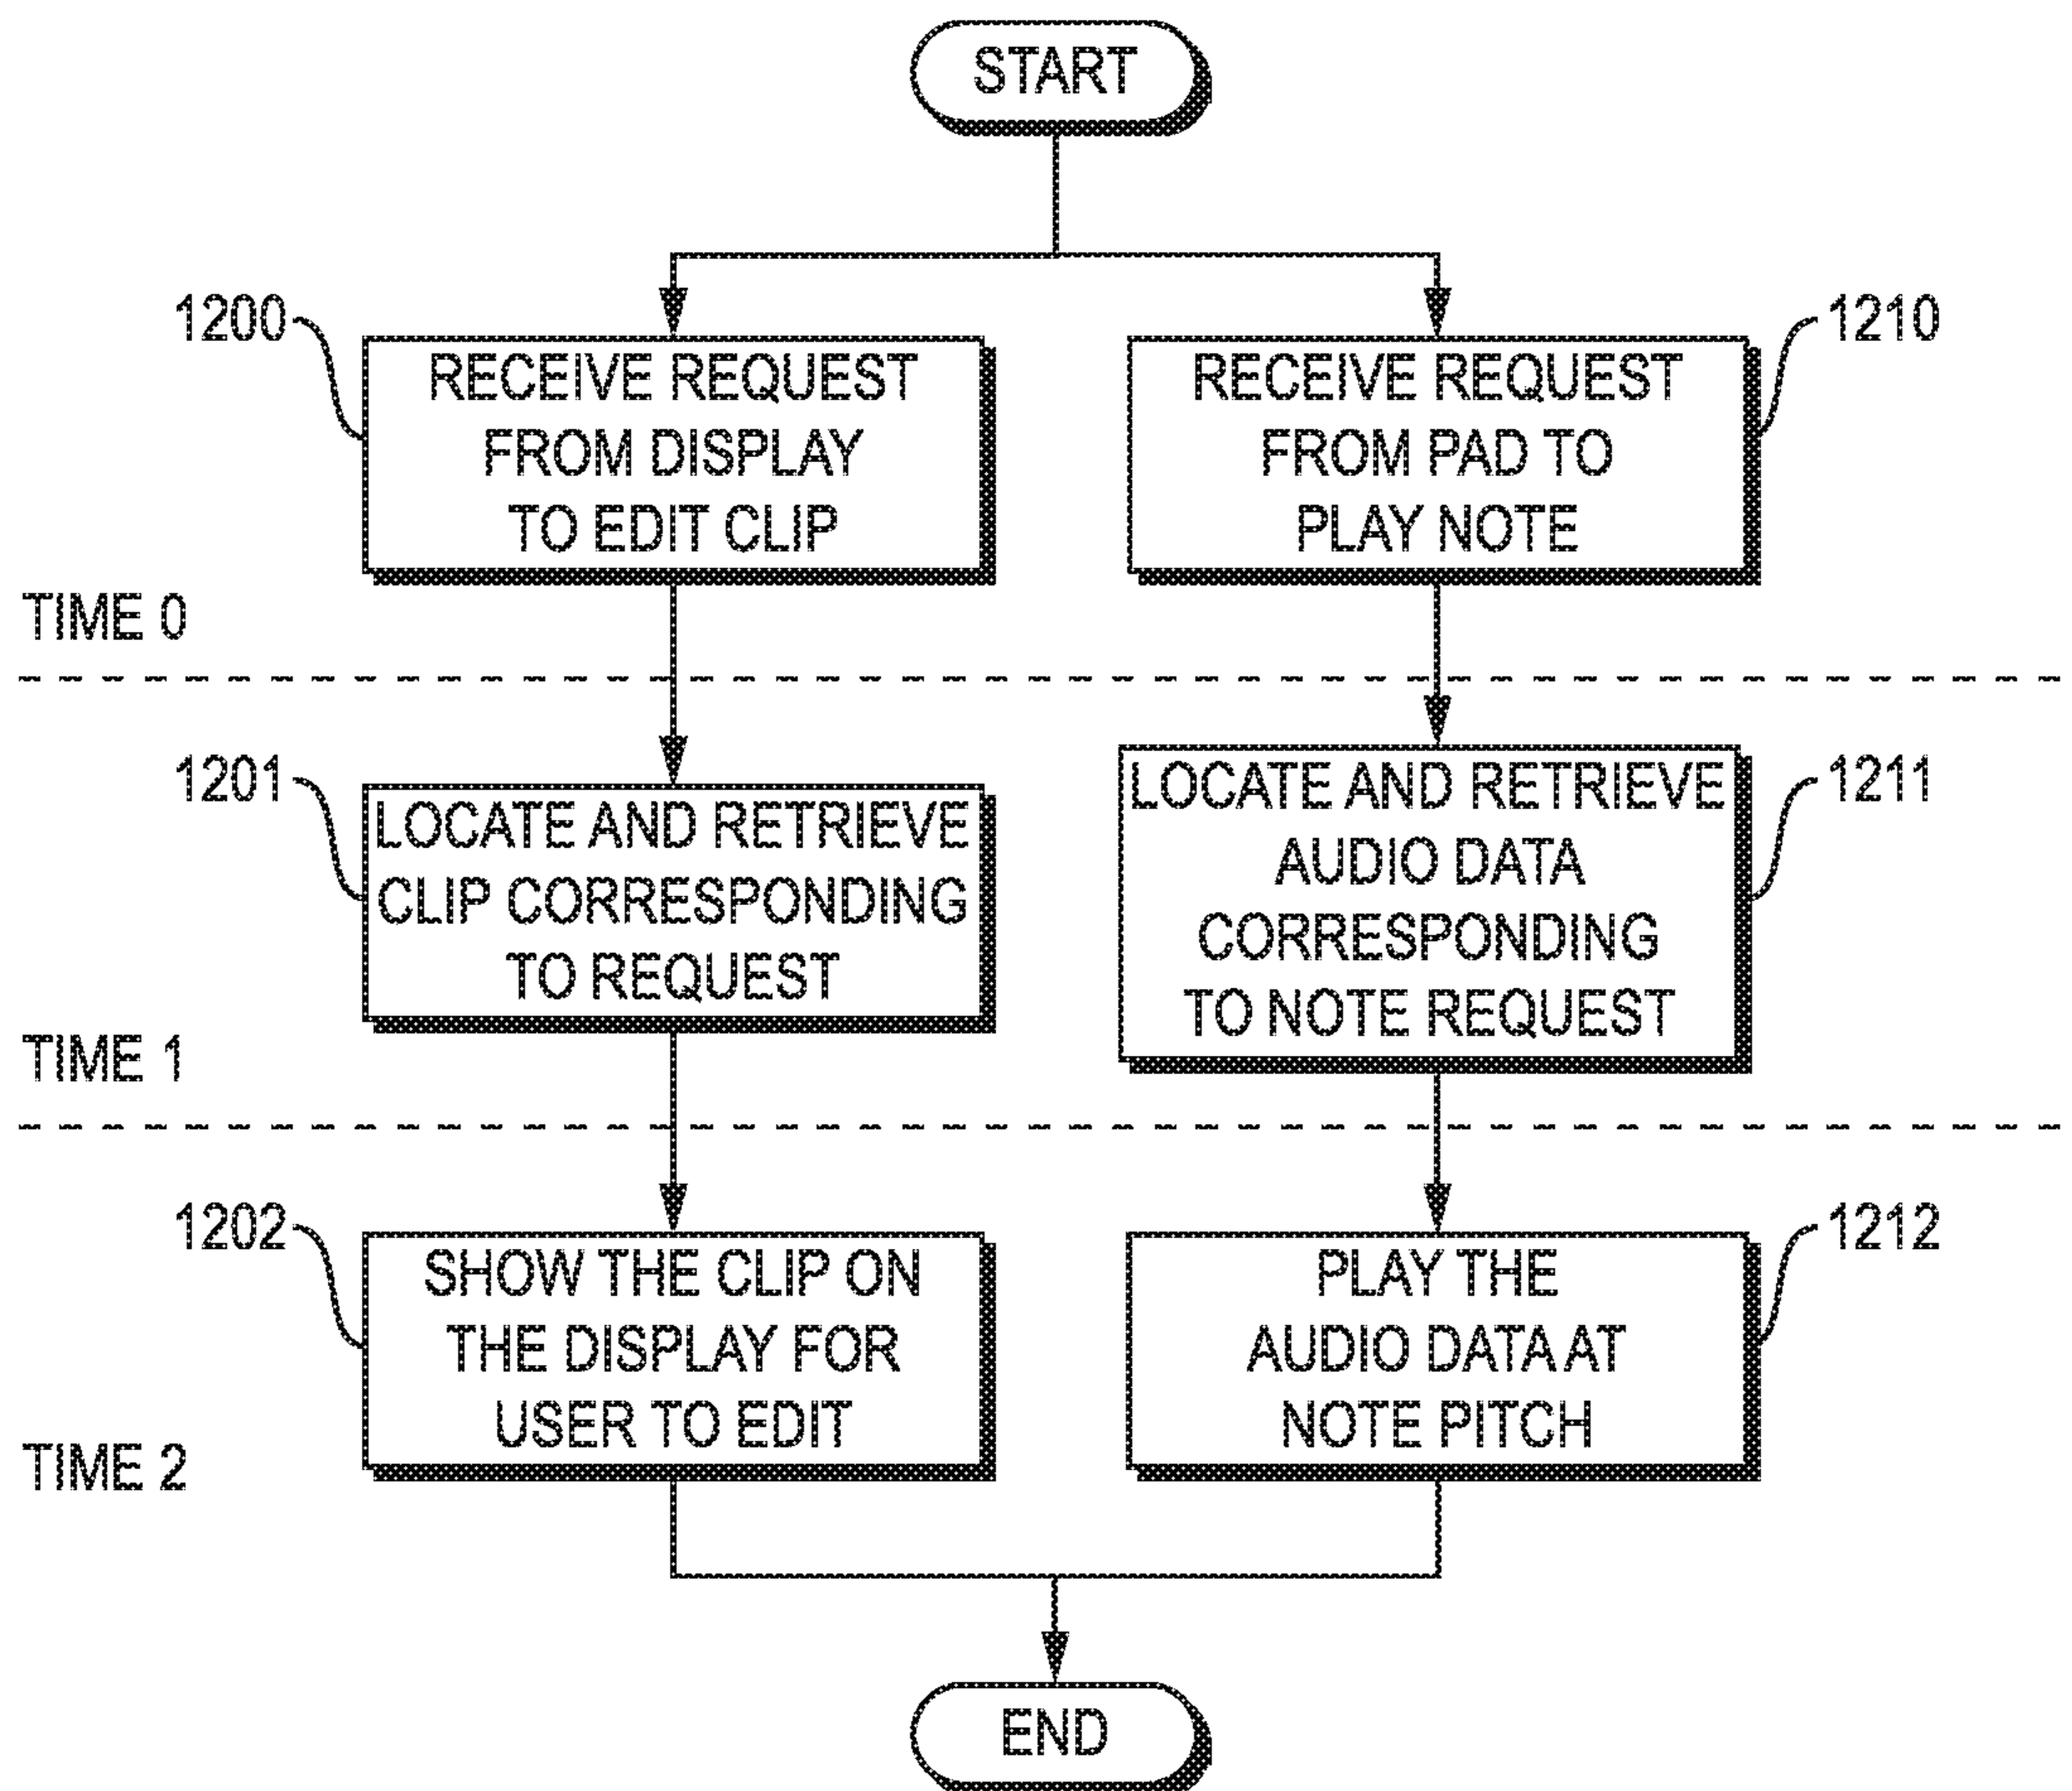 START
1200
RECEIVE REQUEST
FROM DISPLAY
TO EDIT CLIP
1210
RECEIVE REQUEST
FROM PAD TO
PLAY NOTE
TIME 0
1201
LOCATE AND RETRIEVE
CLIP CORRESPONDING
TO REQUEST
1211
LOCATE AND RETRIEVE
AUDIO DATA
CORRESPONDING
TO NOTE REQUEST
TIME 1
1202
SHOW THE CLIP ON
THE DISPLAY FOR
USER TO EDIT
1212
PLAY THE
AUDIO DATA AT
NOTE PITCH
TIME 2
END